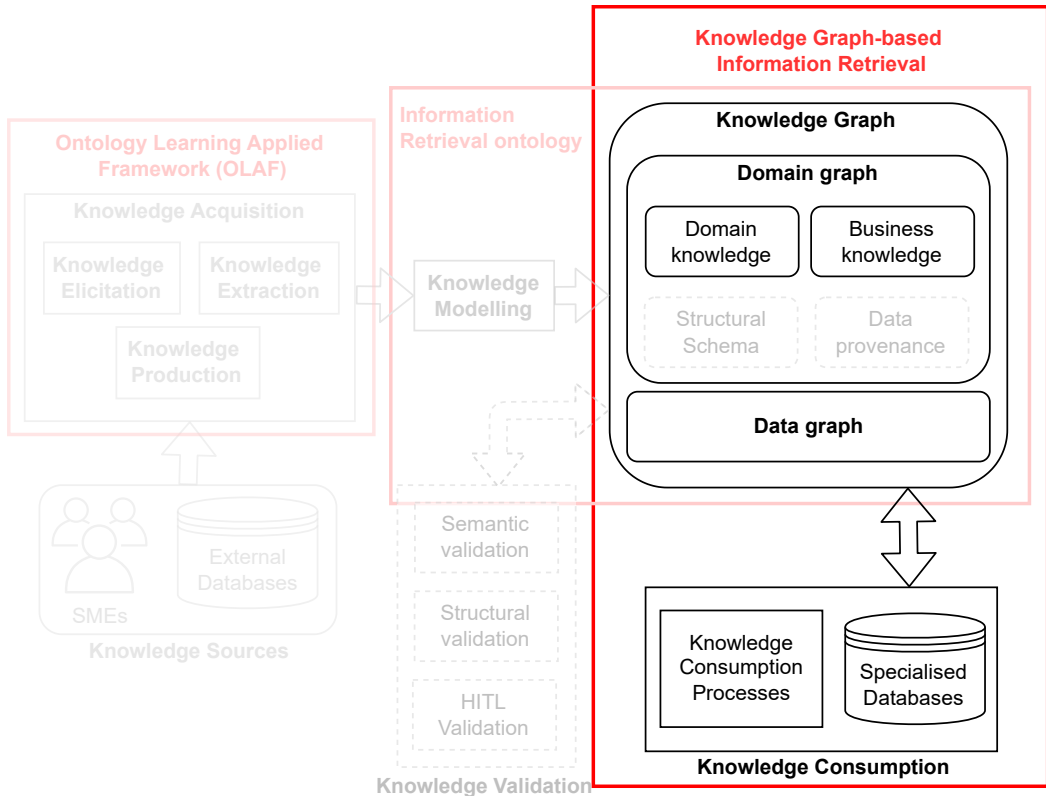 Knowledge Graph-based
Information Retrieval
Information
Retrieval ontology
Ontology Learning Applied
Framework (OLAF)
Knowledge Acquisition
Knowledge
Elicitation
Knowledge
Extraction
Knowledge
Production
Knowledge
Modelling
Knowledge Graph
Domain graph
Domain
knowledge
Business
knowledge
Structural
Schema
Data
provenance
Data graph
SMEs
External
Databases
Knowledge Sources
Semantic
validation
Structural
validation
HITL
Validation
Knowledge Validation
Knowledge
Consumption
Processes
Specialised
Databases
Knowledge Consumption